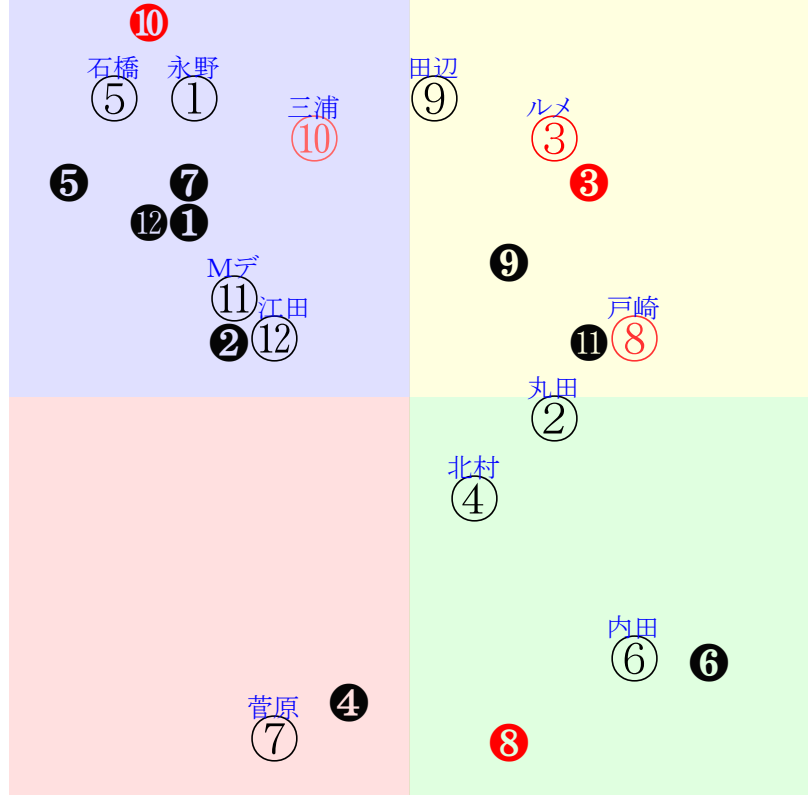 ❿
石橋 永野 田辺
⑤ ① ⑨
三浦 ルメ
⑩ ③
❺ ❼ ❸
⓬ ❶
❾
Mデ
⑪ 江田 戸崎
❷ ⑫ ⓫ ⑧
丸田
②
北村
④
内田
⑥ ❻
菅原 ❹
⑦ ❽